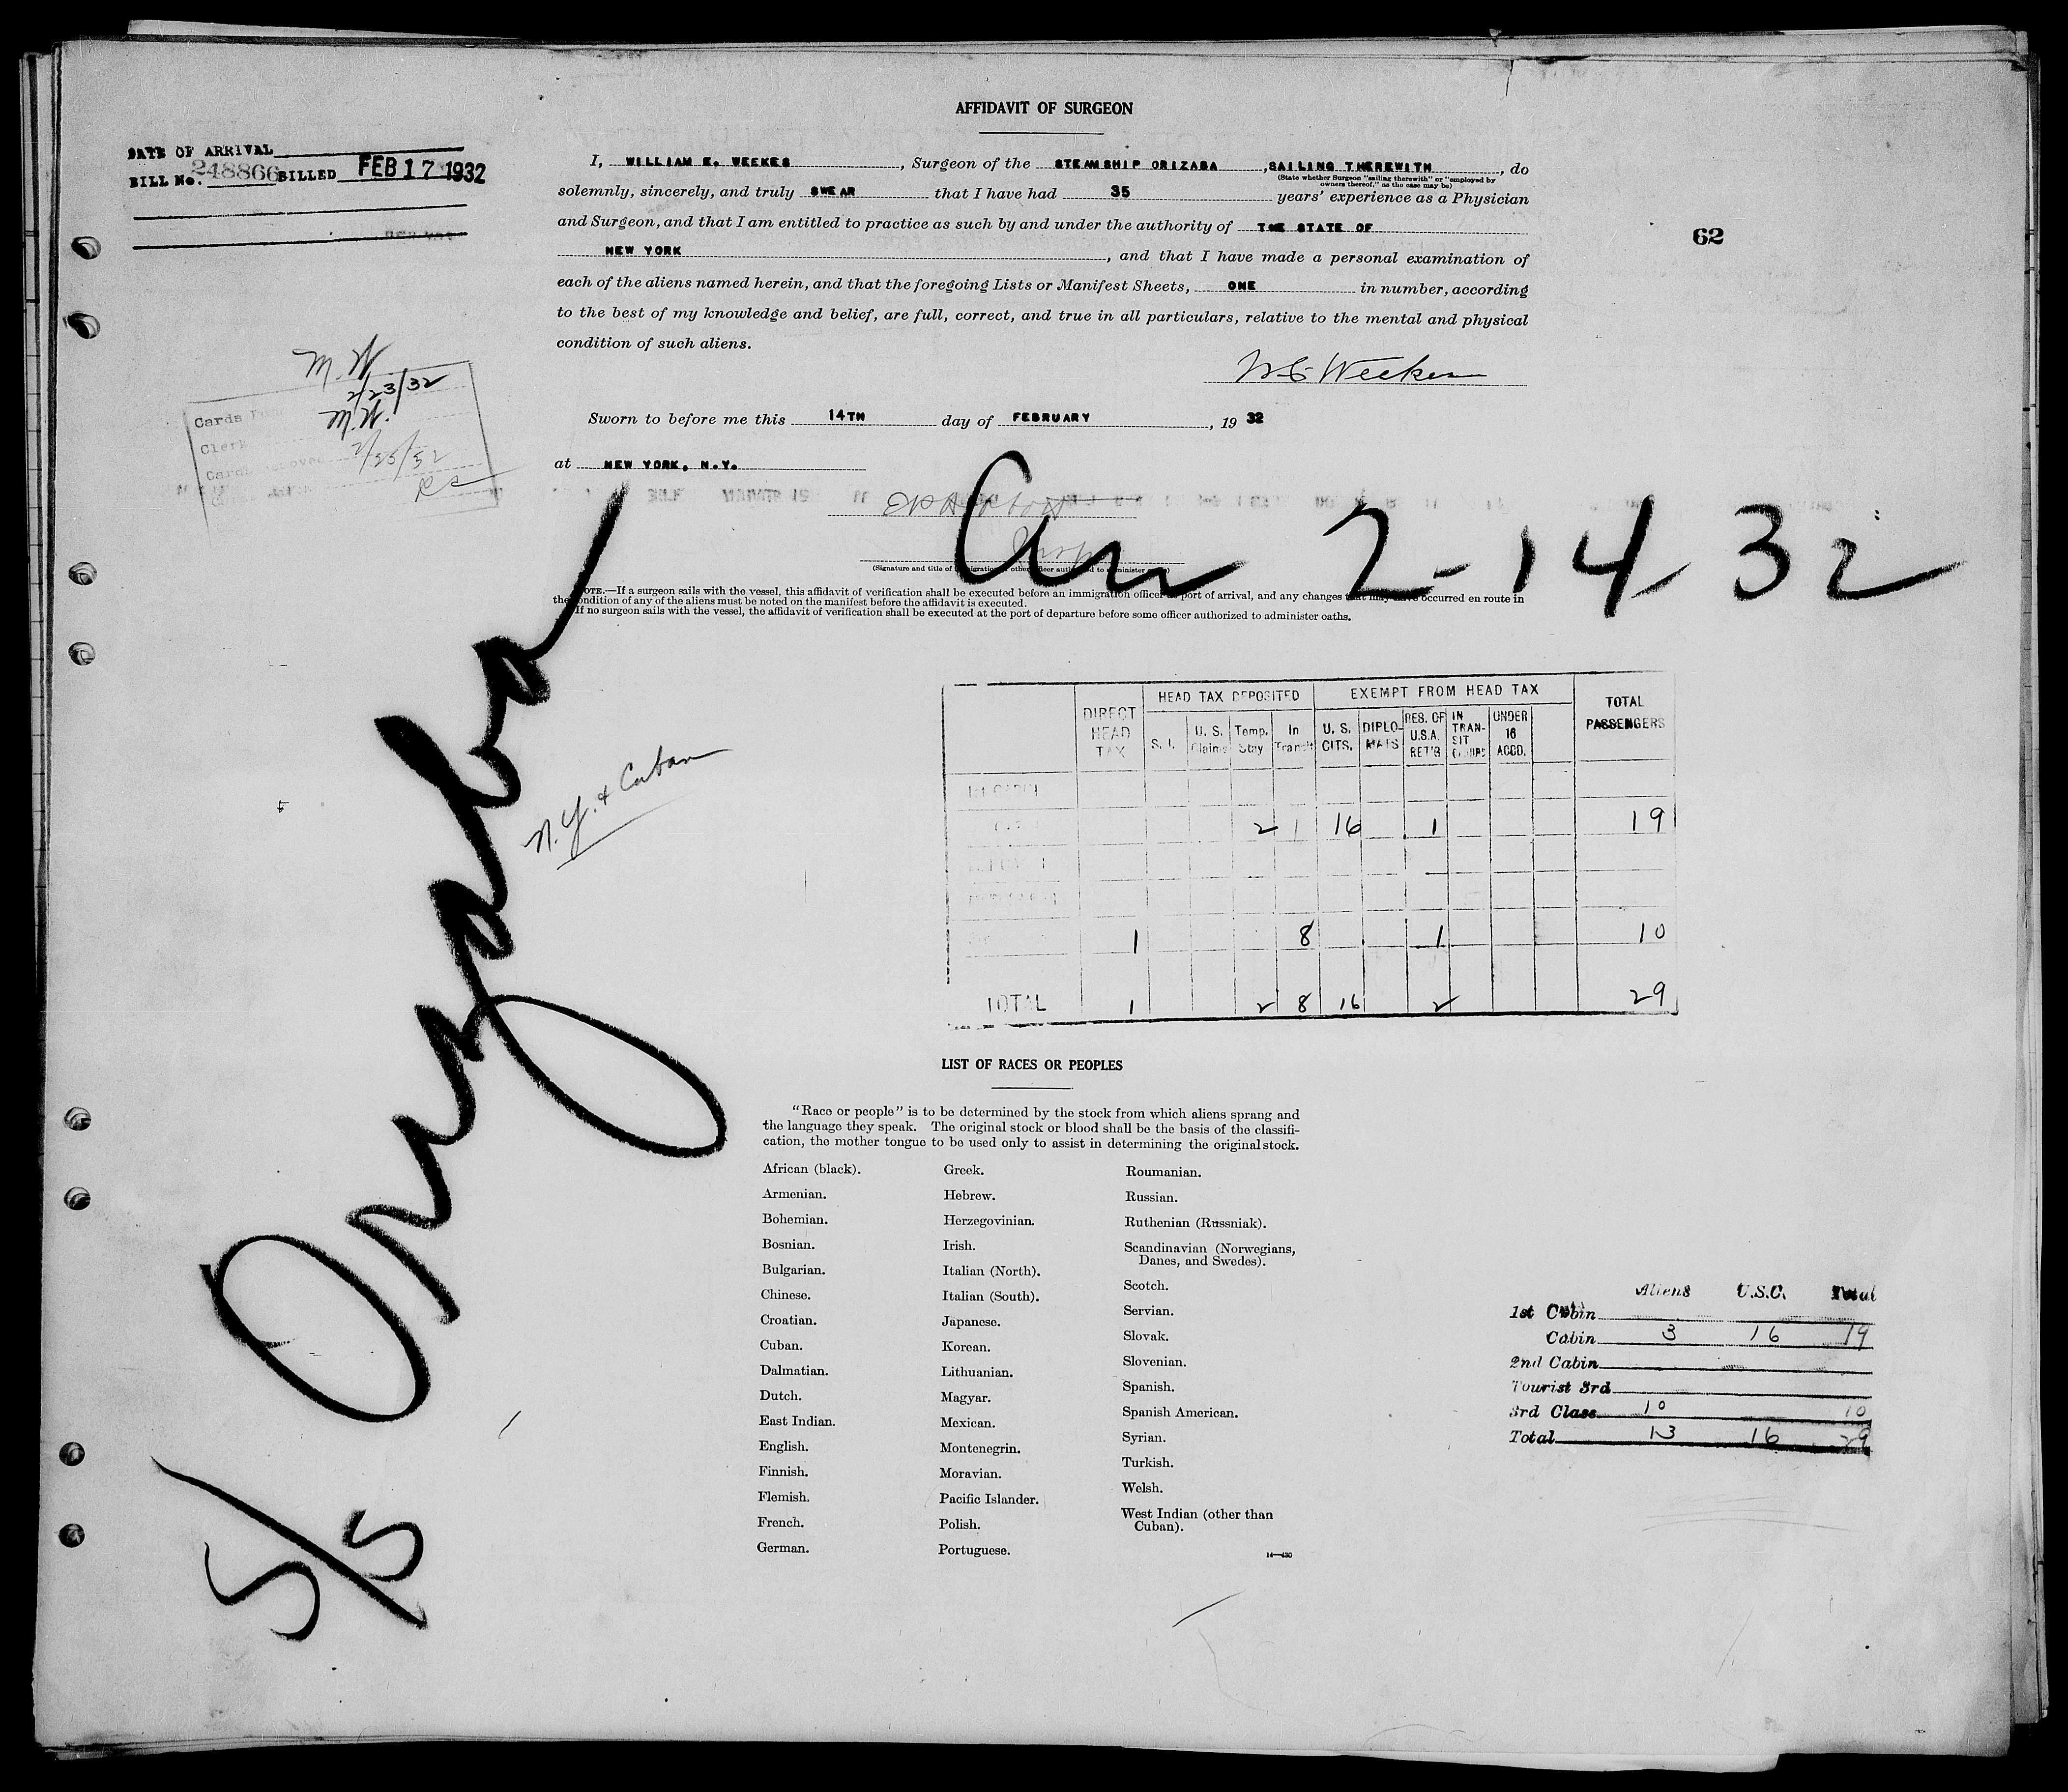 AFFIDAVIT OF SURGEON
DATE OF ARRIVAL
BILL No. 248866 BILLED FEB 17 1932
I, WILLIAM E. WEEKES, Surgeon of the STEAMSHIP ORIZABA, SAILING THEREWITH, do
(State whether Surgeon "sailing therewith" or "employed by
owners thereof," as the case may be)
solemnly, sincerely, and truly SWEAR that I have had 35 years' experience as a Physician
and Surgeon, and that I am entitled to practice as such by and under the authority of THE STATE OF
NEW YORK, and that I have made a personal examination of
each of the aliens named herein, and that the foregoing Lists or Manifest Sheets, ONE in number, according
to the best of my knowledge and belief, are full, correct, and true in all particulars, relative to the mental and physical
condition of such aliens.
62
W E Weekes
M.W.
2/23/32
Cards
M.W.
Clerk
2/25/52
Sworn to before me this 14TH day of FEBRUARY, 19 32
at NEW YORK, N.Y.
Arr 2-14 32
(Signature and title of immigration or other officer authorized to administer oaths)
NOTE.—If a surgeon sails with the vessel, this affidavit of verification shall be executed before an immigration officer at port of arrival, and any changes that may have occurred en route in
the condition of any of the aliens must be noted on the manifest before the affidavit is executed.
If no surgeon sails with the vessel, the affidavit of verification shall be executed at the port of departure before some officer authorized to administer oaths.
S/S Orizaba
N.Y. & Cuban
DIRECT HEAD TAX
HEAD TAX DEPOSITED
EXEMPT FROM HEAD TAX
TOTAL PASSENGERS
S. I.
U. S. Claims
Temp. Stay
In Transit
U. S. CITS.
DIPLOMATS
RES. OF U.S.A. RET'G
IN TRANSIT
UNDER 16 ACCD.
2 1 16 1 19
1 8 1 10
TOTAL 1 2 8 16 2 29
LIST OF RACES OR PEOPLES
"Race or people" is to be determined by the stock from which aliens sprang and
the language they speak. The original stock or blood shall be the basis of the classifi-
cation, the mother tongue to be used only to assist in determining the original stock.
African (black).
Armenian.
Bohemian.
Bosnian.
Bulgarian.
Chinese.
Croatian.
Cuban.
Dalmatian.
Dutch.
East Indian.
English.
Finnish.
Flemish.
French.
German.
Greek.
Hebrew.
Herzegovinian.
Irish.
Italian (North).
Italian (South).
Japanese.
Korean.
Lithuanian.
Magyar.
Mexican.
Montenegrin.
Moravian.
Pacific Islander.
Polish.
Portuguese.
Roumanian.
Russian.
Ruthenian (Russniak).
Scandinavian (Norwegians,
Danes, and Swedes).
Scotch.
Servian.
Slovak.
Slovenian.
Spanish.
Spanish American.
Syrian.
Turkish.
Welsh.
West Indian (other than
Cuban).
14—430
Aliens U.S.C. Total
1st Cabin
Cabin 3 16 19
2nd Cabin
Tourist 3rd
3rd Class 10 10
Total 13 16 29